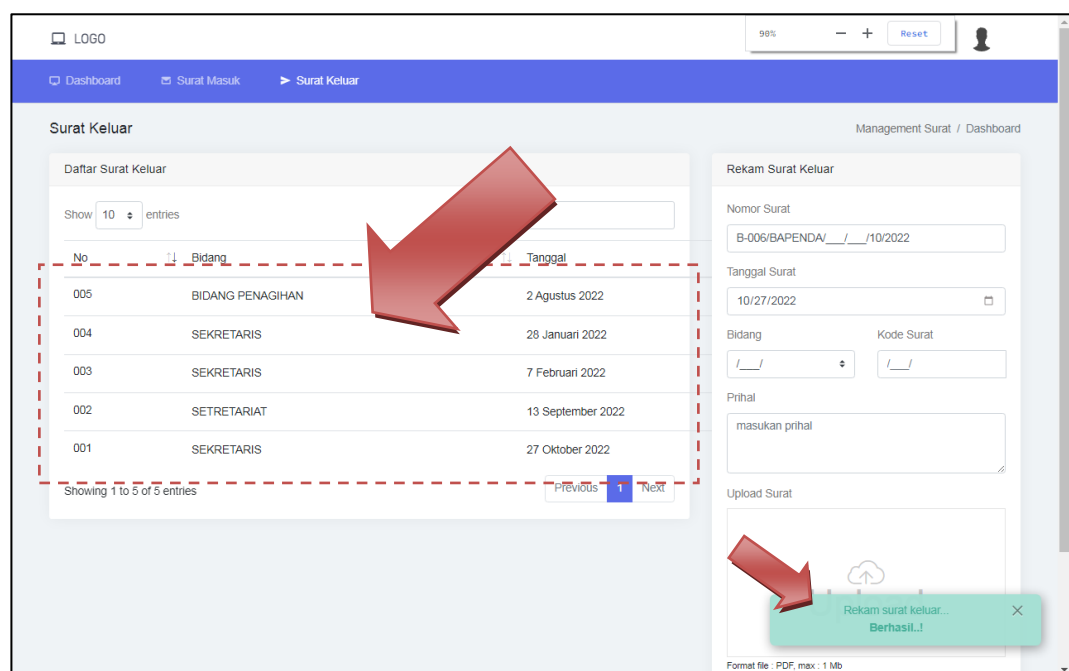 LOGO
90% − + Reset
Dashboard Surat Masuk Surat Keluar
Surat Keluar
Management Surat / Dashboard
Daftar Surat Keluar
Show 10 entries
No Bidang Tanggal
005 BIDANG PENAGIHAN 2 Agustus 2022
004 SEKRETARIS 28 Januari 2022
003 SEKRETARIS 7 Februari 2022
002 SETRETARIAT 13 September 2022
001 SEKRETARIS 27 Oktober 2022
Showing 1 to 5 of 5 entries
Previous 1 Next
Rekam Surat Keluar
Nomor Surat
B-006/BAPENDA/___/___/10/2022
Tanggal Surat
10/27/2022
Bidang Kode Surat
/___/ /___/
Prihal
masukan prihal
Upload Surat
Rekam surat keluar...
Berhasil..!
Format file : PDF, max : 1 Mb